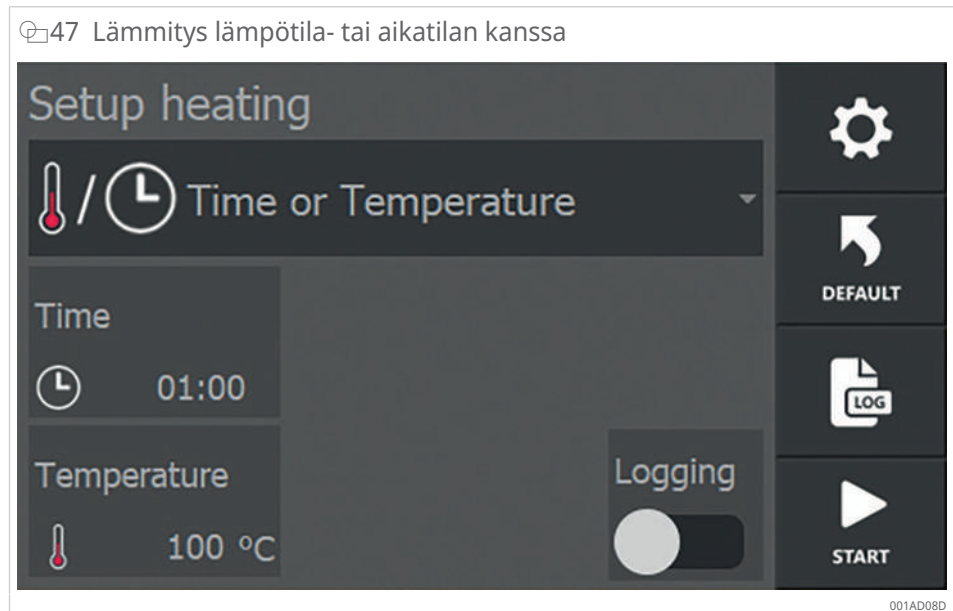 47 Lämmitys lämpötila- tai aikatilan kanssa
Setup heating
/ Time or Temperature
DEFAULT
Time
01:00
LOG
Temperature
100 °C
Logging
START
001AD08D